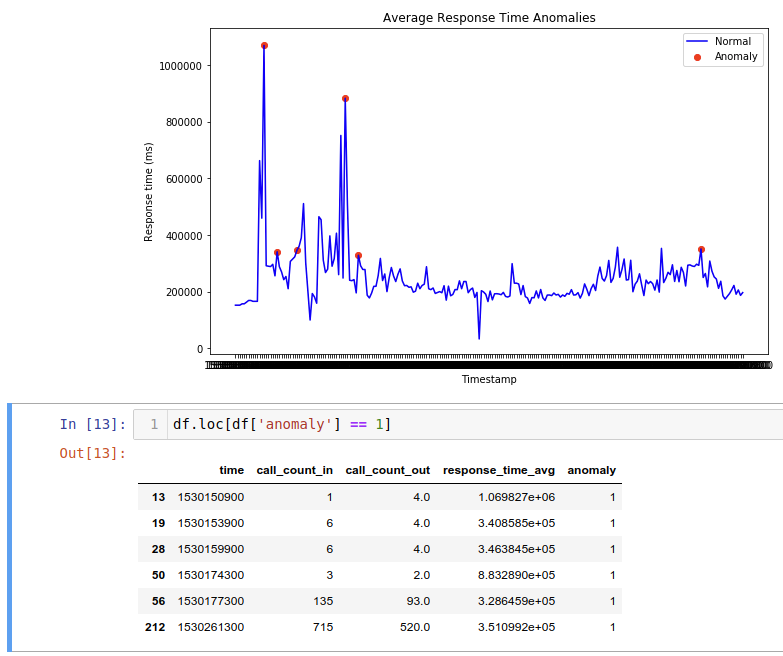 Average Response Time Anomalies
Normal
Anomaly
1000000
800000
600000
400000
200000
0
Response time (ms)
Timestamp
In [13]:
1 df.loc[df['anomaly'] == 1]
Out[13]:
time call_count_in call_count_out response_time_avg anomaly
13 1530150900 1 4.0 1.069827e+06 1
19 1530153900 6 4.0 3.408585e+05 1
28 1530159900 6 4.0 3.463845e+05 1
50 1530174300 3 2.0 8.832890e+05 1
56 1530177300 135 93.0 3.286459e+05 1
212 1530261300 715 520.0 3.510992e+05 1